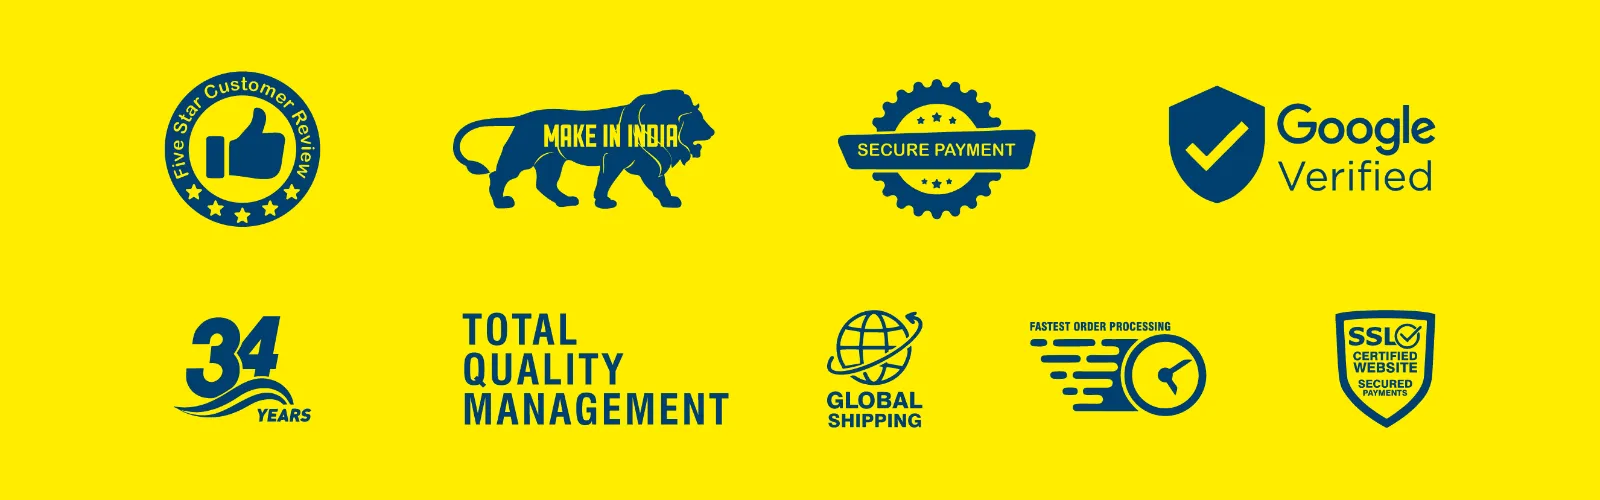 Five Star Customer Review
MAKE IN INDIA
SECURE PAYMENT
Google
Verified
34
YEARS
TOTAL
QUALITY
MANAGEMENT
GLOBAL
SHIPPING
FASTEST ORDER PROCESSING
SSL
CERTIFIED
WEBSITE
SECURED
PAYMENTS